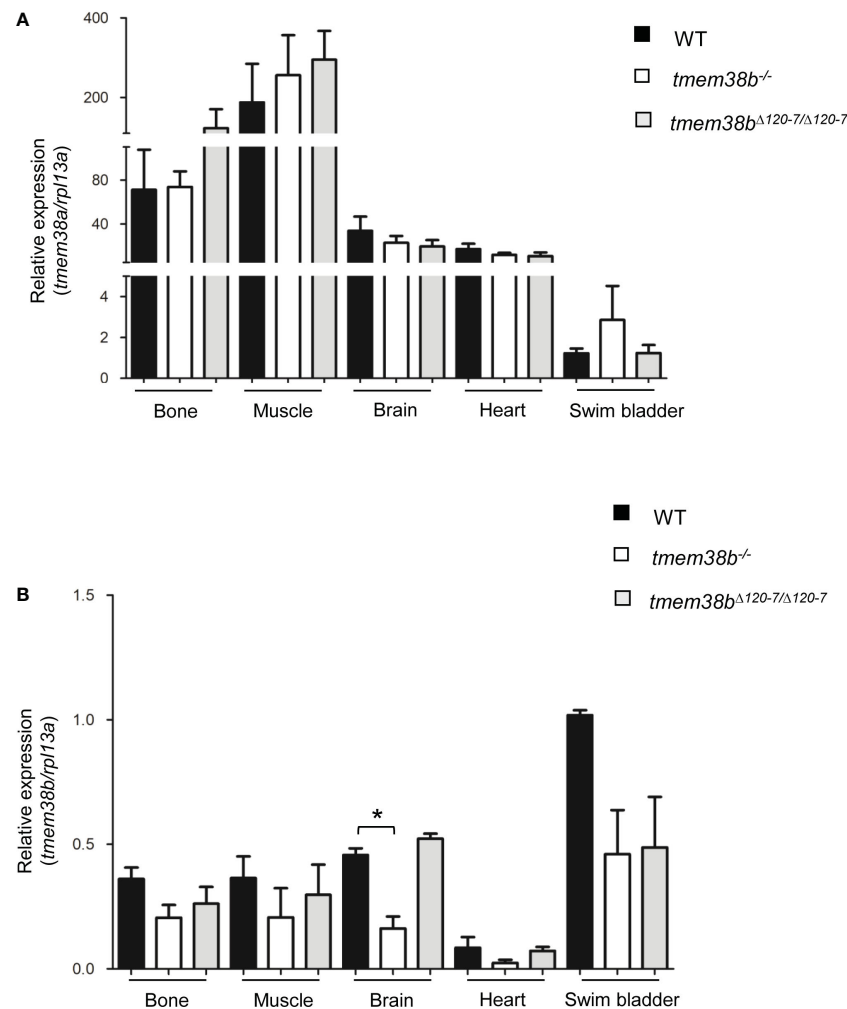 A
400
200
80
40
4
2
0
Relative expression
(tmem38a/rpl13a)
WT
tmem38b-/-
tmem38bΔ120-7/Δ120-7
Bone Muscle Brain Heart Swim bladder
B
WT
tmem38b-/-
tmem38bΔ120-7/Δ120-7
1.5
1.0
0.5
0.0
Relative expression
(tmem38b/rpl13a)
*
Bone Muscle Brain Heart Swim bladder